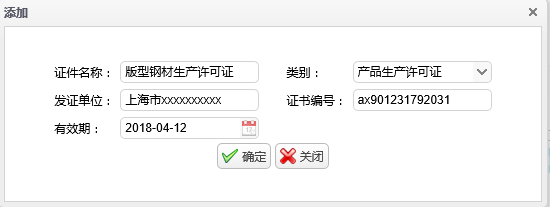 添加
证件名称： 版型钢材生产许可证 类别： 产品生产许可证
发证单位： 上海市xxxxxxxxxx 证书编号： ax901231792031
有效期： 2018-04-12
确定 关闭